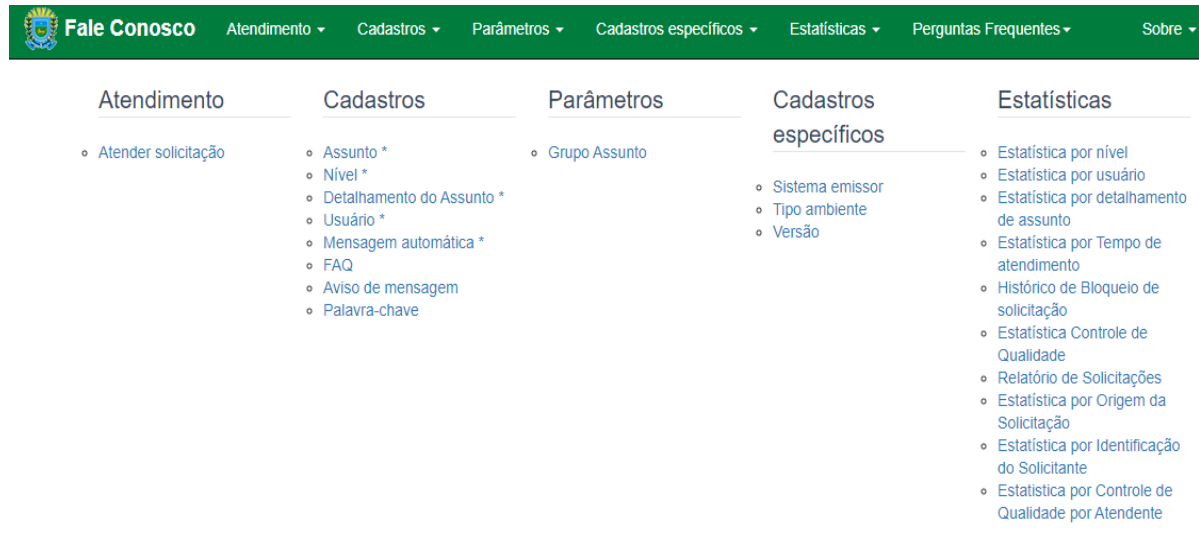 Fale Conosco Atendimento Cadastros Parâmetros Cadastros específicos Estatísticas Perguntas Frequentes Sobre
Atendimento
Atender solicitação
Cadastros
Assunto *
Nível *
Detalhamento do Assunto *
Usuário *
Mensagem automática *
FAQ
Aviso de mensagem
Palavra-chave
Parâmetros
Grupo Assunto
Cadastros
específicos
Sistema emissor
Tipo ambiente
Versão
Estatísticas
Estatística por nível
Estatística por usuário
Estatística por detalhamento
de assunto
Estatística por Tempo de
atendimento
Histórico de Bloqueio de
solicitação
Estatística Controle de
Qualidade
Relatório de Solicitações
Estatística por Origem da
Solicitação
Estatística por Identificação
do Solicitante
Estatistica por Controle de
Qualidade por Atendente